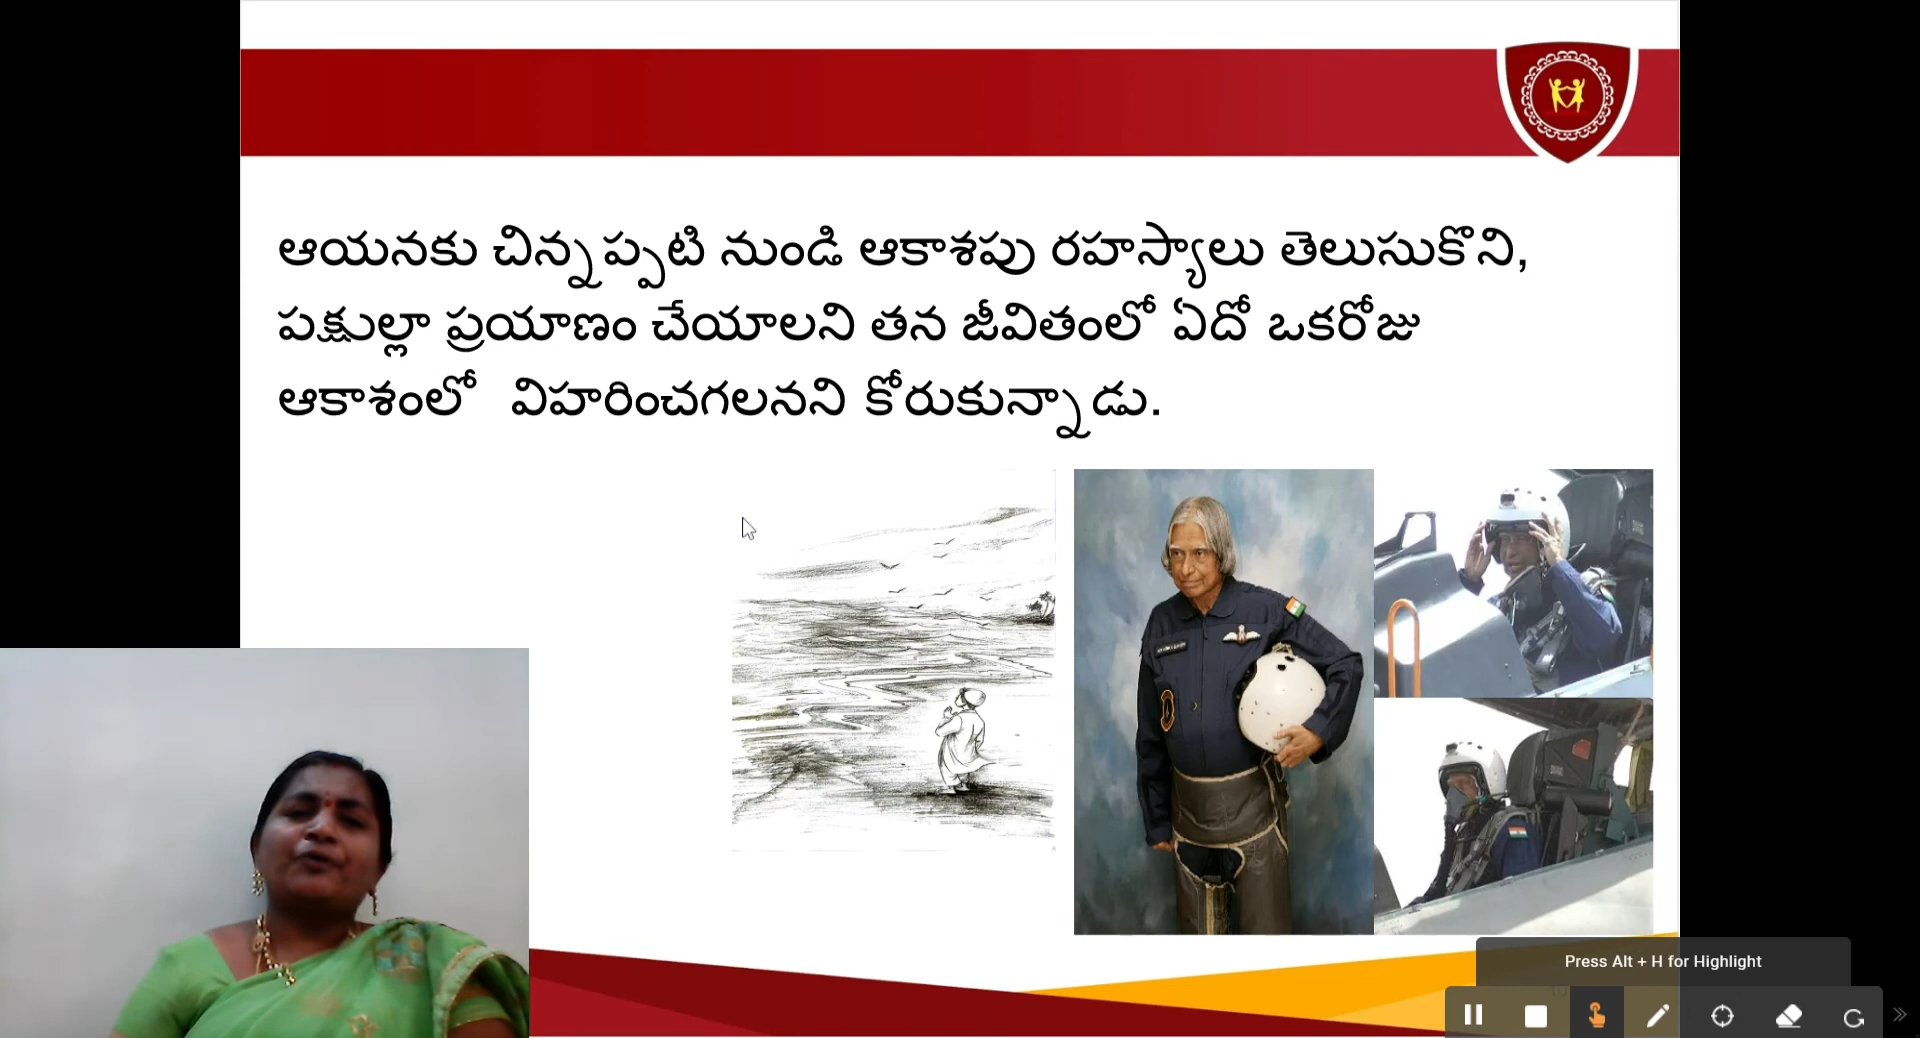 ఆయనకు చిన్నప్పటి నుండి ఆకాశపు రహస్యాలు తెలుసుకొని,
పక్షుల్లా ప్రయాణం చేయాలని తన జీవితంలో ఏదో ఒకరోజు
ఆకాశంలో విహరించగలనని కోరుకున్నాడు.
Press Alt + H for Highlight